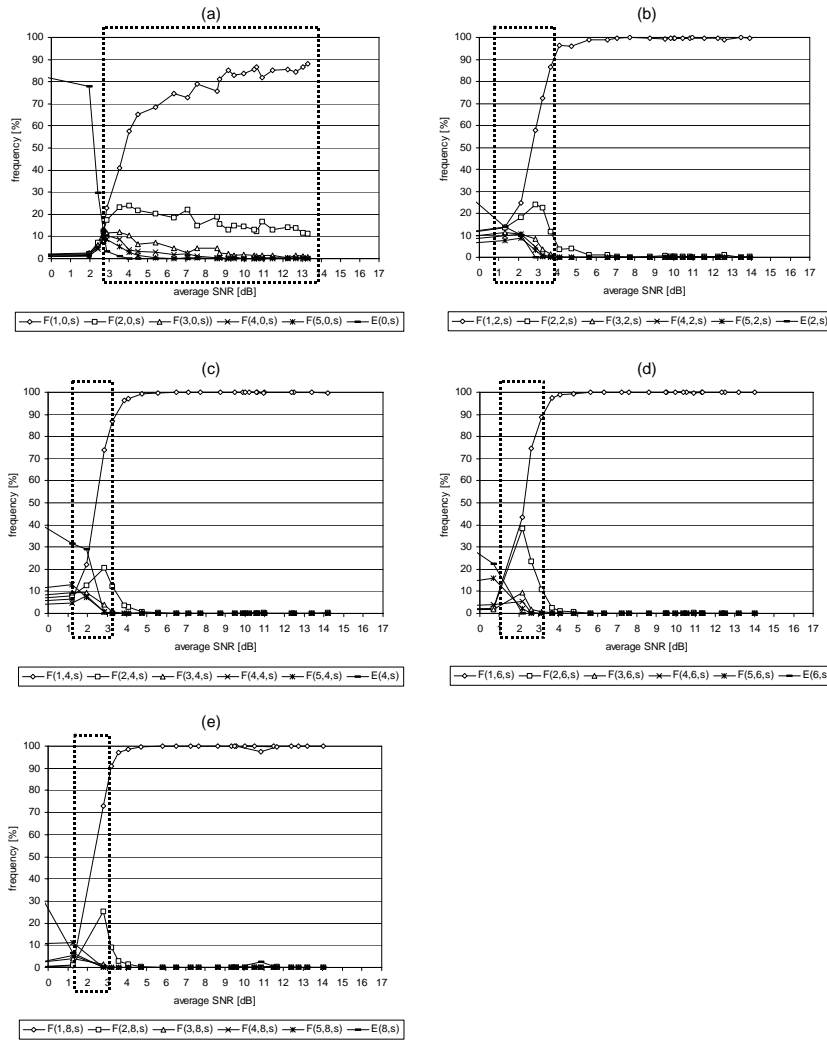 (a)
100
90
80
70
60
50
40
30
20
10
0
frequency [%]
0 1 2 3 4 5 6 7 8 9 10 11 12 13 14 15 16 17
average SNR [dB]
F(1,0,s) F(2,0,s) F(3,0,s)) F(4,0,s) F(5,0,s) E(0,s)
(b)
100
90
80
70
60
50
40
30
20
10
0
frequency [%]
0 1 2 3 4 5 6 7 8 9 10 11 12 13 14 15 16 17
average SNR [dB]
F(1,2,s) F(2,2,s) F(3,2,s) F(4,2,s) F(5,2,s) E(2,s)
(c)
100
90
80
70
60
50
40
30
20
10
0
frequency [%]
0 1 2 3 4 5 6 7 8 9 10 11 12 13 14 15 16 17
average SNR [dB]
F(1,4,s) F(2,4,s) F(3,4,s) F(4,4,s) F(5,4,s) E(4,s)
(d)
100
90
80
70
60
50
40
30
20
10
0
frequency [%]
0 1 2 3 4 5 6 7 8 9 10 11 12 13 14 15 16 17
average SNR [dB]
F(1,6,s) F(2,6,s) F(3,6,s) F(4,6,s) F(5,6,s) E(6,s)
(e)
100
90
80
70
60
50
40
30
20
10
0
frequency [%]
0 1 2 3 4 5 6 7 8 9 10 11 12 13 14 15 16 17
average SNR [dB]
F(1,8,s) F(2,8,s) F(3,8,s) F(4,8,s) F(5,8,s) E(8,s)